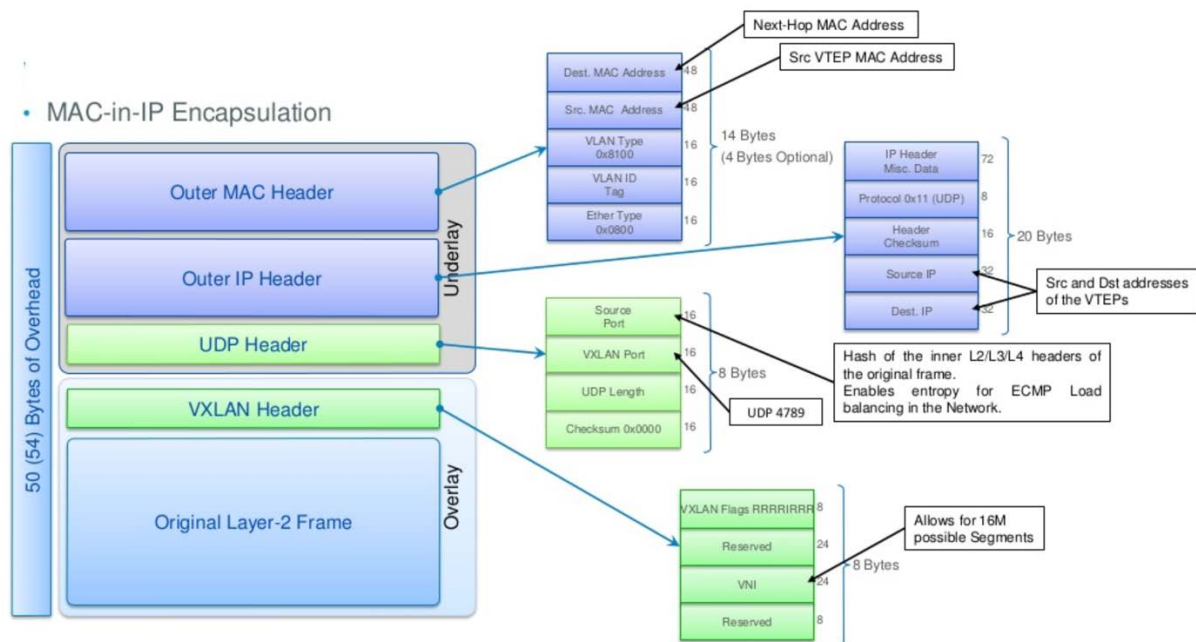 • MAC-in-IP Encapsulation
50 (54) Bytes of Overhead
Outer MAC Header
Outer IP Header
UDP Header
Underlay
VXLAN Header
Original Layer-2 Frame
Overlay
Next-Hop MAC Address
Src VTEP MAC Address
Dest. MAC Address
48
Src. MAC Address
48
VLAN Type
0x8100
16
VLAN ID
Tag
16
Ether Type
0x0800
16
14 Bytes
(4 Bytes Optional)
IP Header
Misc. Data
72
Protocol 0x11 (UDP)
8
Header
Checksum
16
Source IP
32
Dest. IP
32
20 Bytes
Src and Dst addresses
of the VTEPs
Source
Port
16
VXLAN Port
16
UDP Length
16
Checksum 0x0000
16
8 Bytes
Hash of the inner L2/L3/L4 headers of
the original frame.
Enables entropy for ECMP Load
balancing in the Network.
UDP 4789
VXLAN Flags RRRRIRRR
8
Reserved
24
VNI
24
Reserved
8
8 Bytes
Allows for 16M
possible Segments